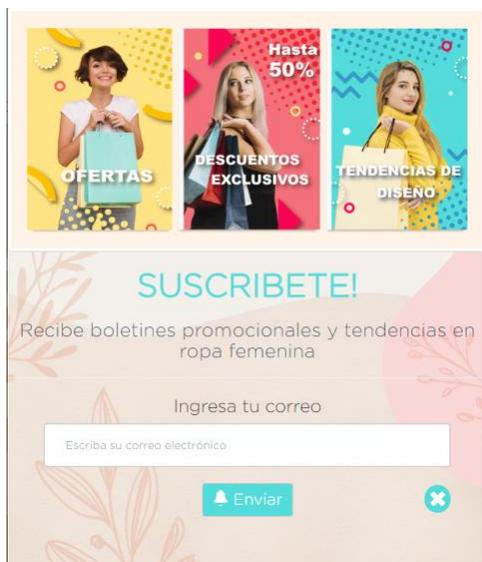 OFERTAS
Hasta
50%
DESCUENTOS
EXCLUSIVOS
TENDENCIAS DE
DISEÑO
SUSCRIBETE!
Recibe boletines promocionales y tendencias en
ropa femenina
Ingresa tu correo
Escriba su correo electrónico
Enviar